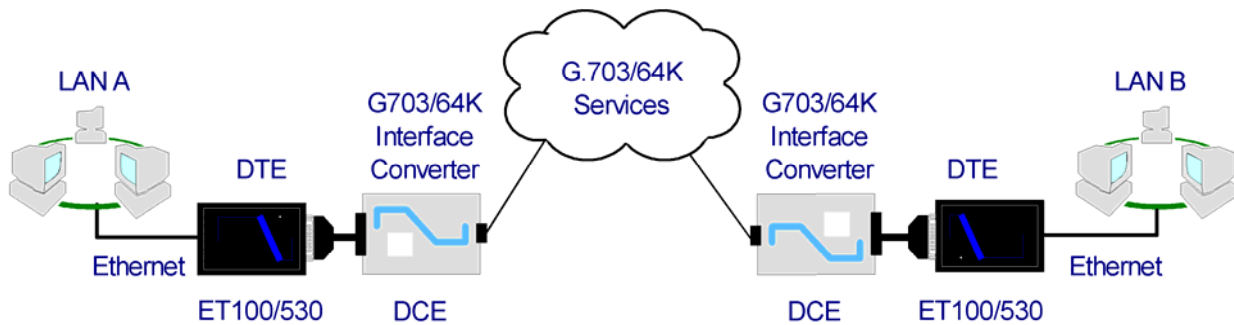 G.703/64K
Services
LAN A
LAN B
G703/64K
Interface
Converter
G703/64K
Interface
Converter
DTE
DTE
Ethernet
Ethernet
ET100/530
DCE
DCE
ET100/530